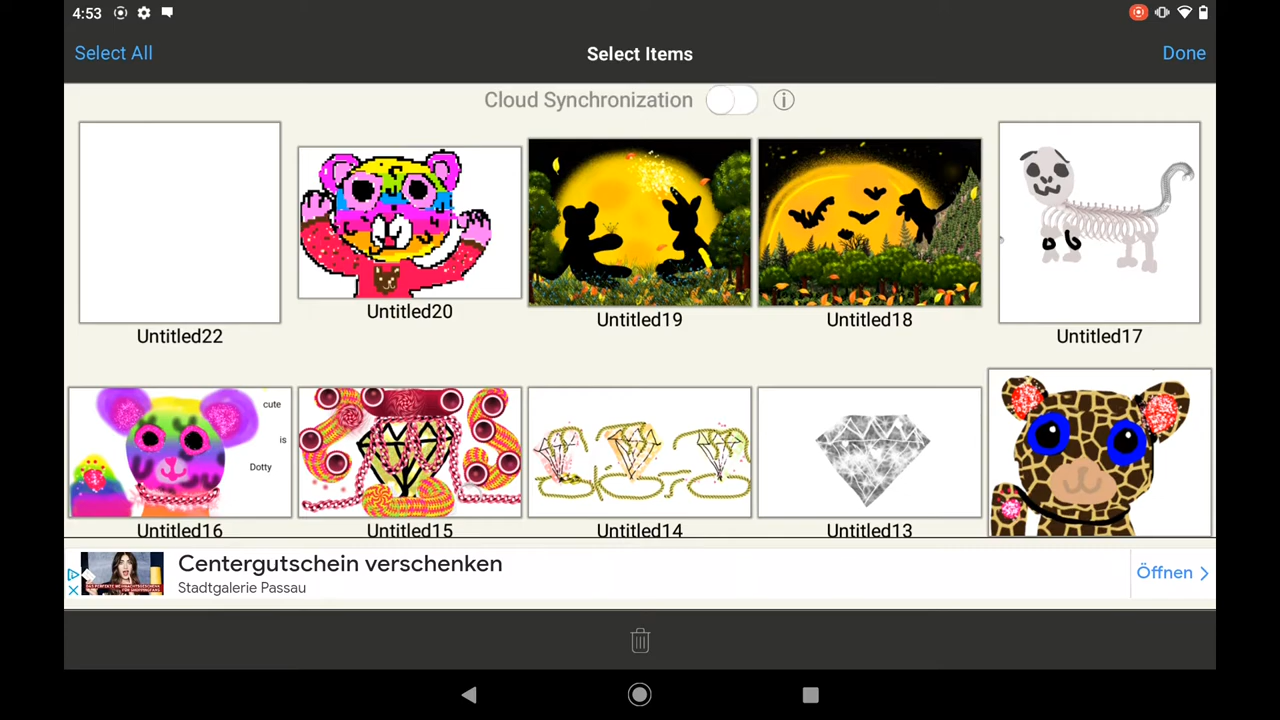 4:53
Select All
Select Items
Done
Cloud Synchronization
Untitled22
Untitled20
Untitled19
Untitled18
Untitled17
cute
is
Dotty
Untitled16
Untitled15
Untitled14
Untitled13
Centergutschein verschenken
Stadtgalerie Passau
Öffnen